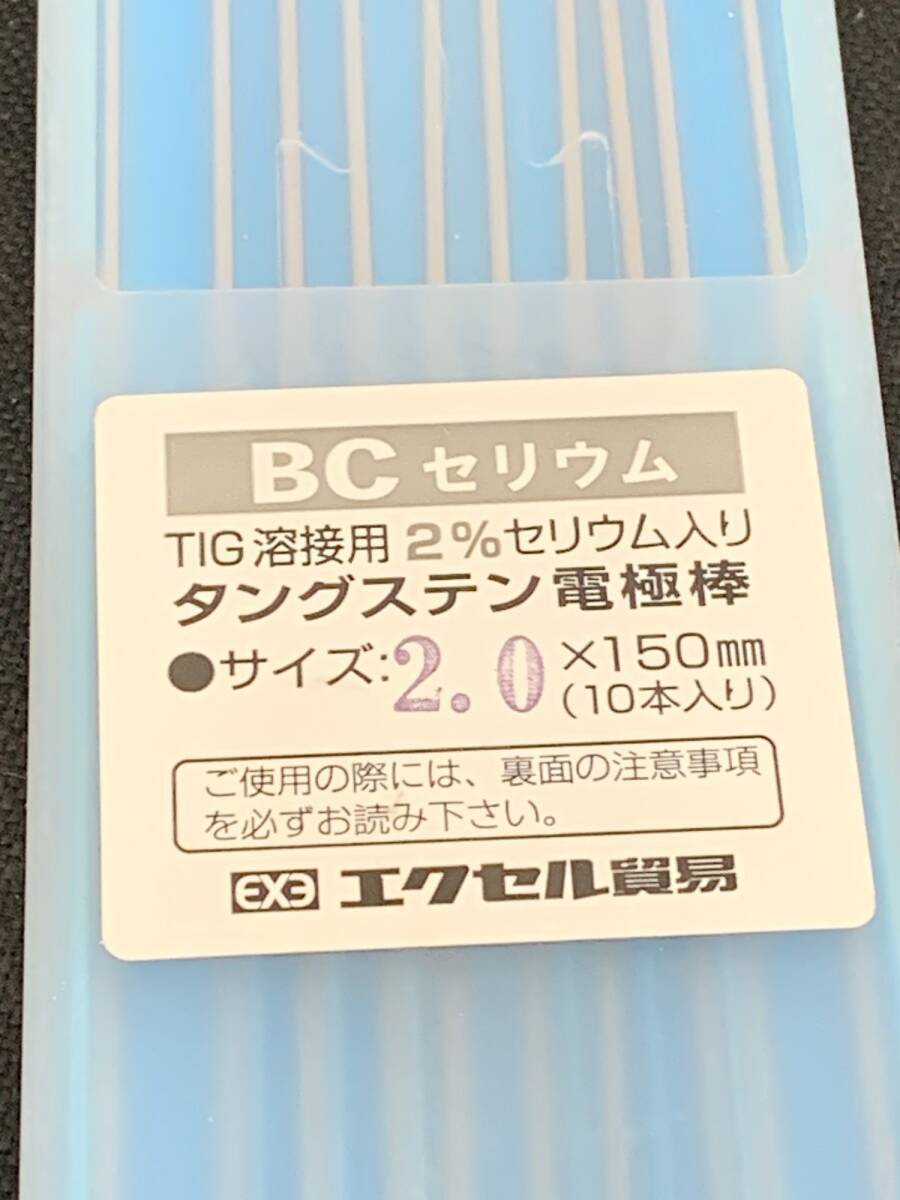 BC セリウム
TIG溶接用 2%セリウム入り
タングステン電極棒
●サイズ:2.0×150㎜
(10本入り)
ご使用の際には、裏面の注意事項
を必ずお読み下さい。
EXE エクセル貿易